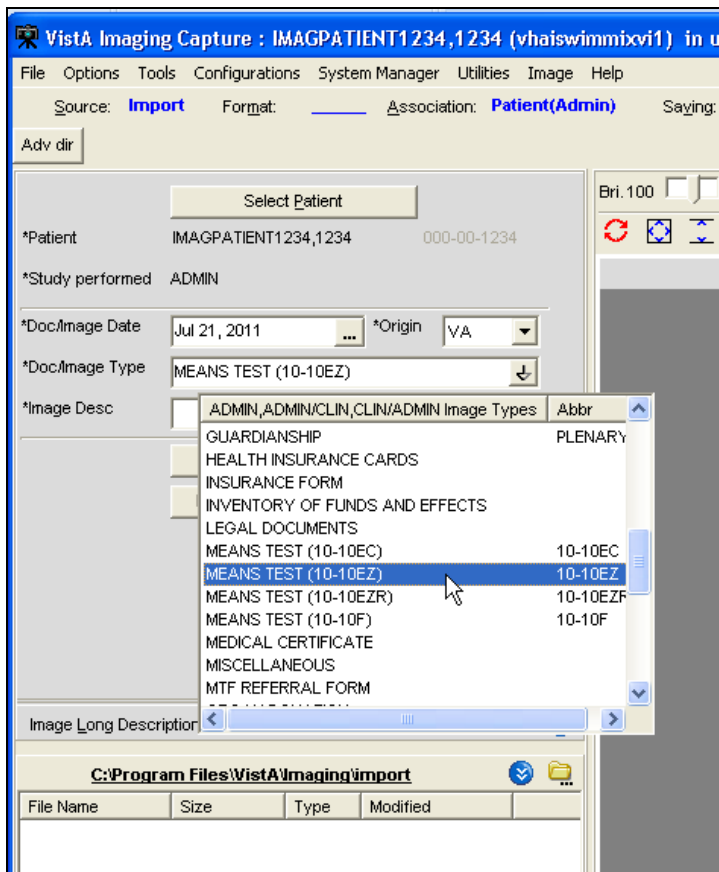 VistA Imaging Capture : IMAGPATIENT1234,1234 (vhaiswimmixvi1) in u
File Options Tools Configurations System Manager Utilities Image Help
Source: Import Format: Association: Patient(Admin) Saving:
Adv dir
Select Patient
Bri. 100
*Patient IMAGPATIENT1234,1234 000-00-1234
*Study performed ADMIN
*Doc/Image Date Jul 21, 2011 ... *Origin VA
*Doc/Image Type MEANS TEST (10-10EZ)
*Image Desc
ADMIN,ADMIN/CLIN,CLIN/ADMIN Image Types Abbr
GUARDIANSHIP PLENARY
HEALTH INSURANCE CARDS
INSURANCE FORM
INVENTORY OF FUNDS AND EFFECTS
LEGAL DOCUMENTS
MEANS TEST (10-10EC) 10-10EC
MEANS TEST (10-10EZ) 10-10EZ
MEANS TEST (10-10EZR) 10-10EZR
MEANS TEST (10-10F) 10-10F
MEDICAL CERTIFICATE
MISCELLANEOUS
MTF REFERRAL FORM
Image Long Description
C:\Program Files\VistA\Imaging\import
File Name Size Type Modified